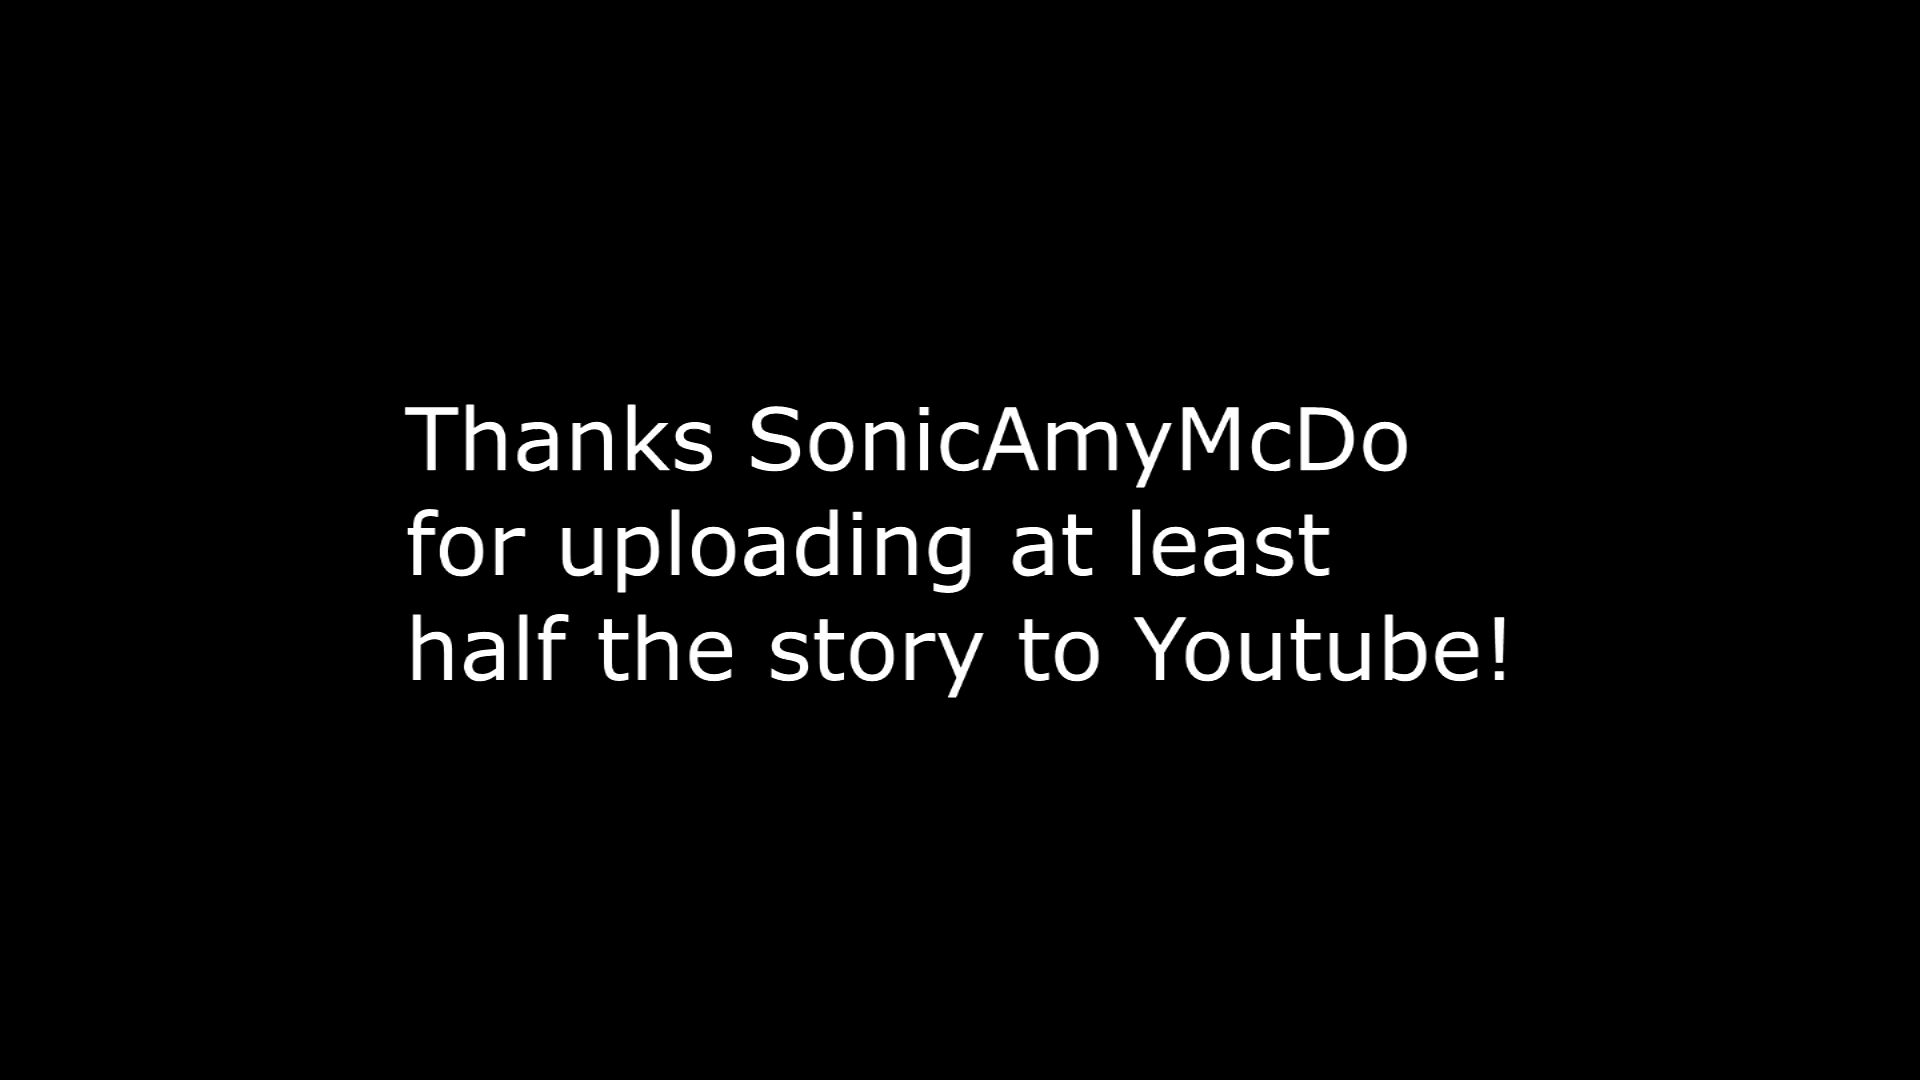 Thanks SonicAmyMcDo
for uploading at least
half the story to Youtube!